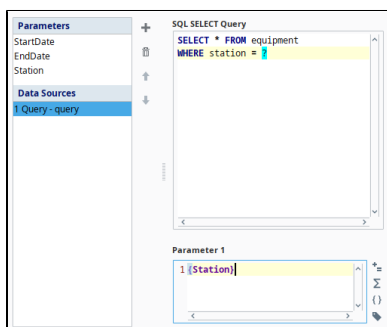 Parameters
StartDate
EndDate
Station
Data Sources
1 Query - query
SQL SELECT Query
SELECT * FROM equipment
WHERE station = ?
Parameter 1
1 {Station}